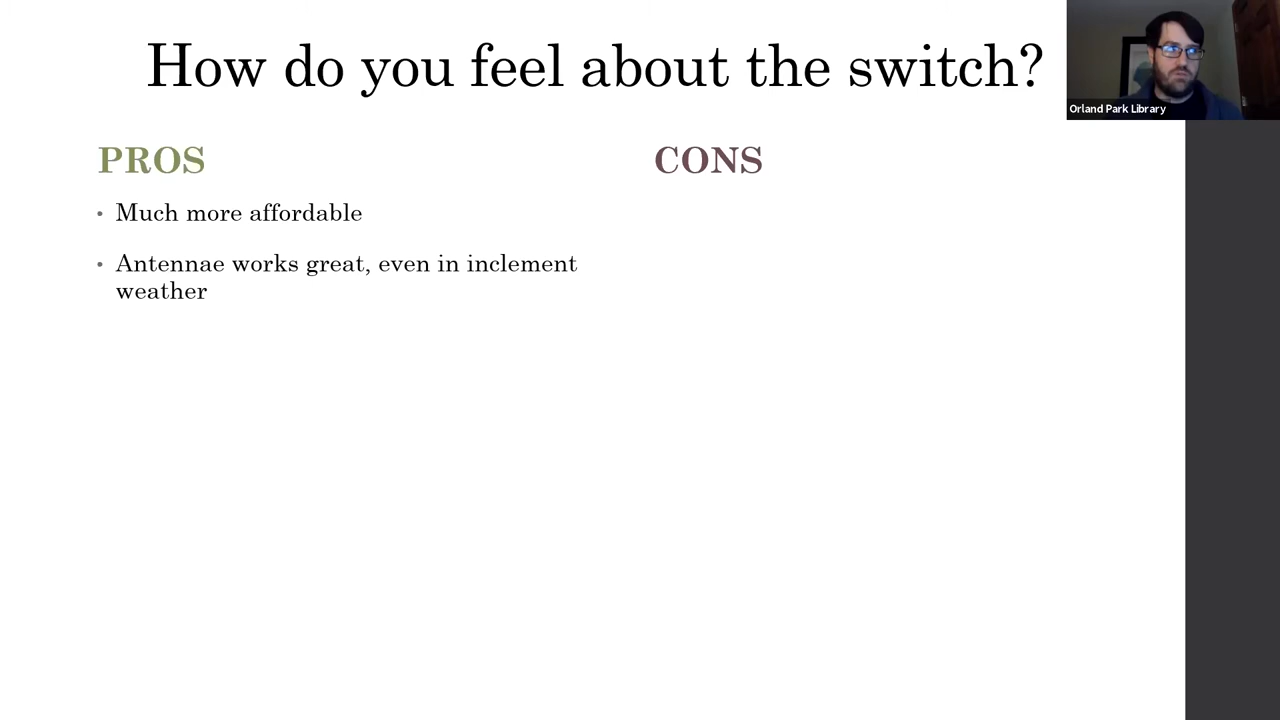 How do you feel about the switch?
Orland Park Library
PROS
• Much more affordable
• Antennae works great, even in inclement
weather
CONS